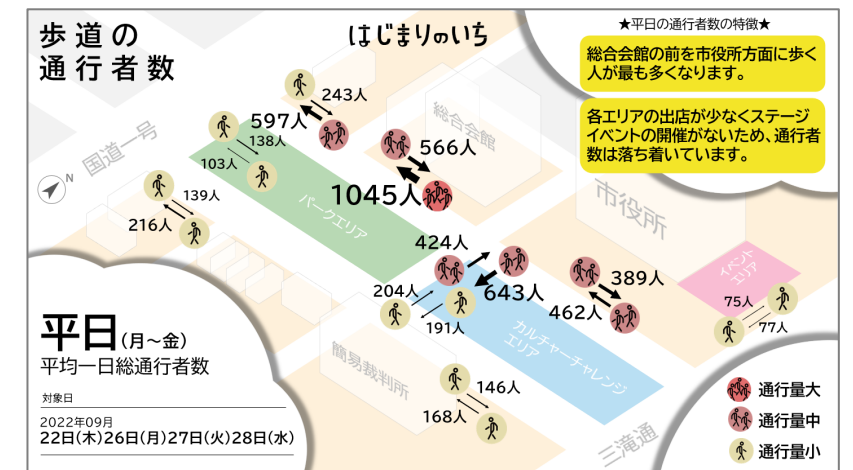 歩道の
通行者数
はじまりのいち
★平日の通行者数の特徴★
総合会館の前を市役所方面に歩く
人が最も多くなります。
各エリアの出店が少なくステージ
イベントの開催がないため、通行者
数は落ち着いています。
国道一号
N
243人
597人
138人
103人
総合会館
566人
1045人
139人
216人
パークエリア
市役所
424人
643人
204人
191人
389人
462人
イベント
エリア
75人
77人
カルチャーチャレンジ
エリア
簡易裁判所
146人
168人
三滝通
平日(月～金)
平均一日総通行者数
対象日
2022年09月
22日(木)26日(月)27日(火)28日(水)
通行量大
通行量中
通行量小